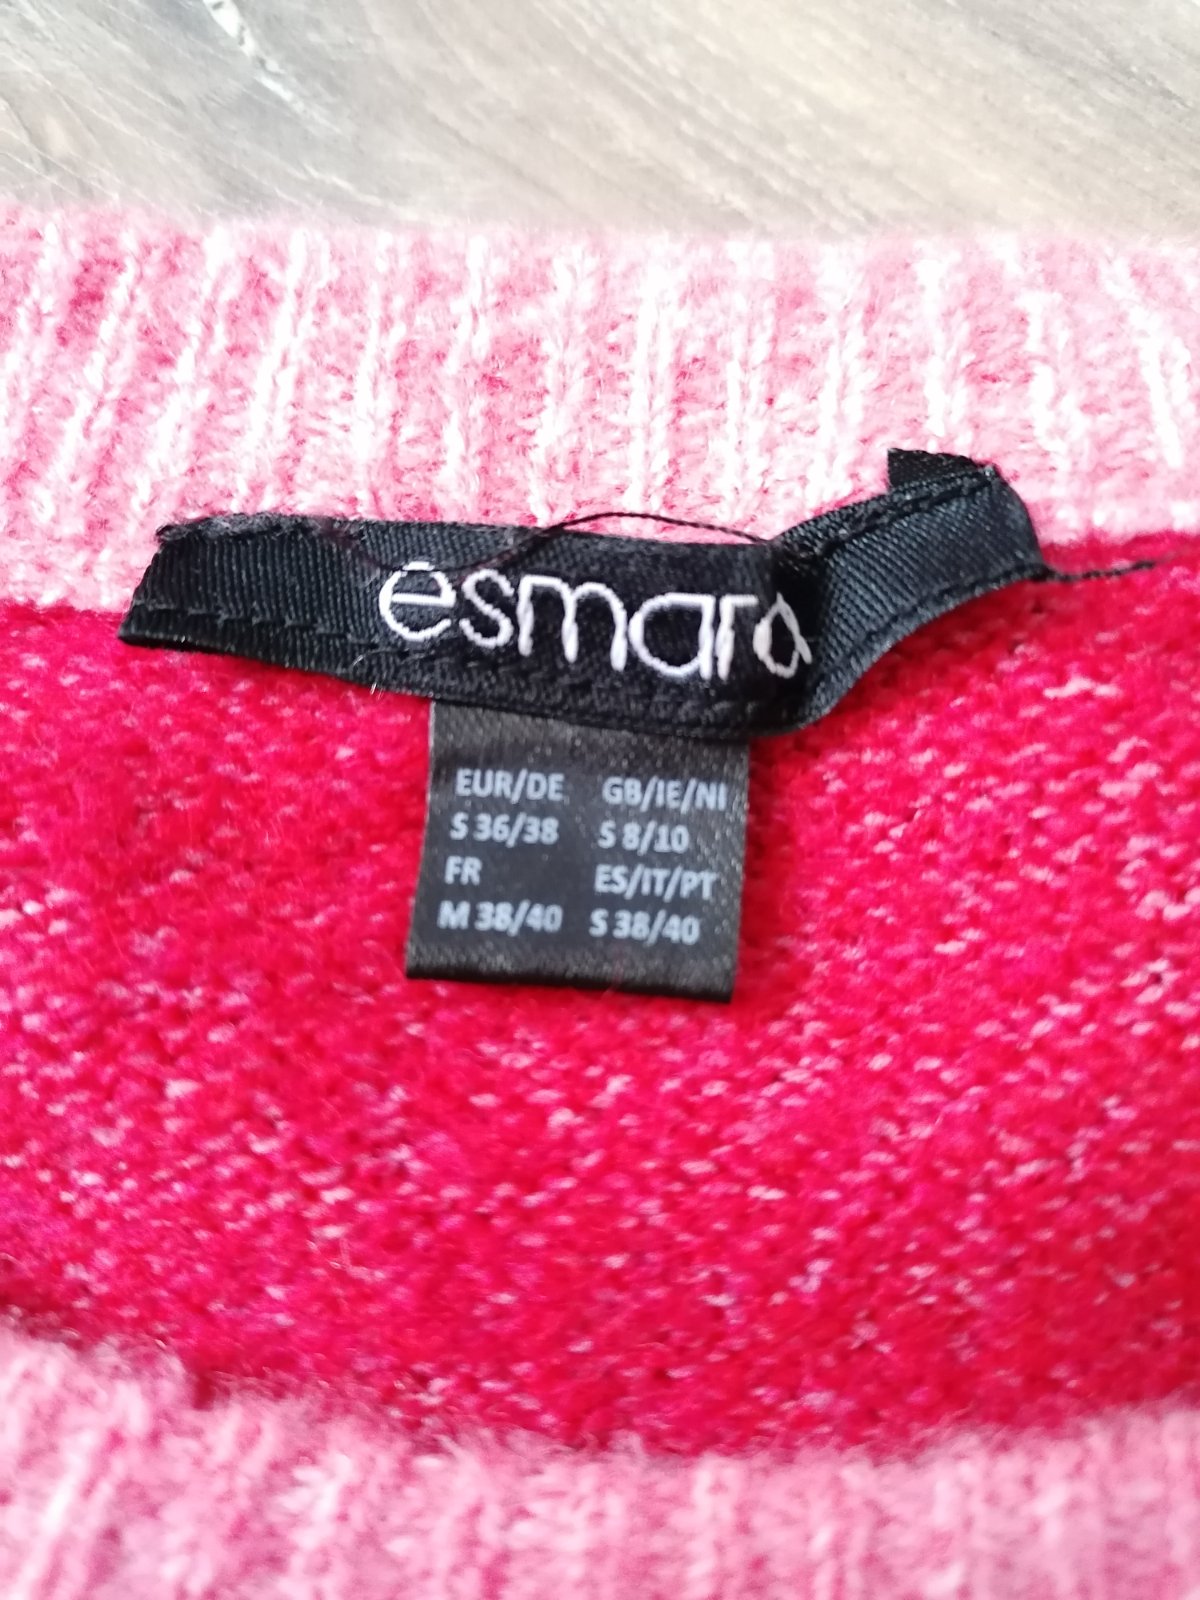 esmara
EUR/DE GB/IE/NI
S 36/38 S 8/10
FR ES/IT/PT
M 38/40 S 38/40